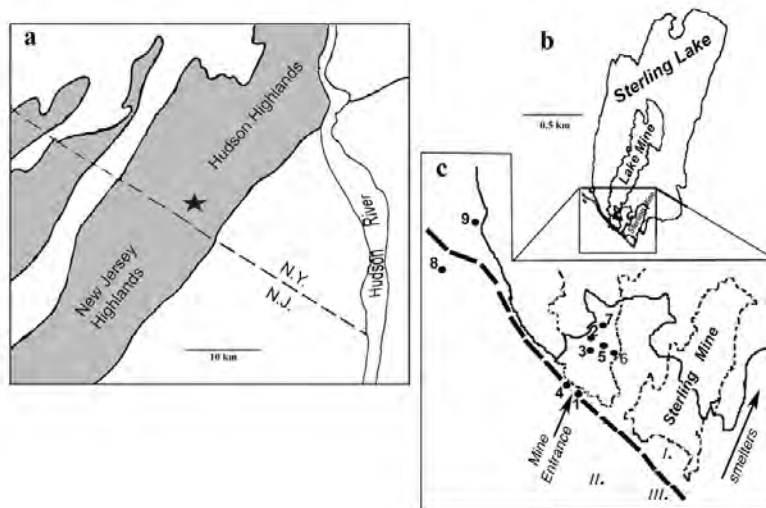 a
Hudson Highlands
New Jersey
Highlands
N.Y.
N.J.
Hudson
River
10 km
b
Sterling Lake
0.5 km
Lake Mine
c
9
8
7
2
3
5
6
4
1
Mine
Entrance
Sterling Mine
smelters
I.
II.
III.